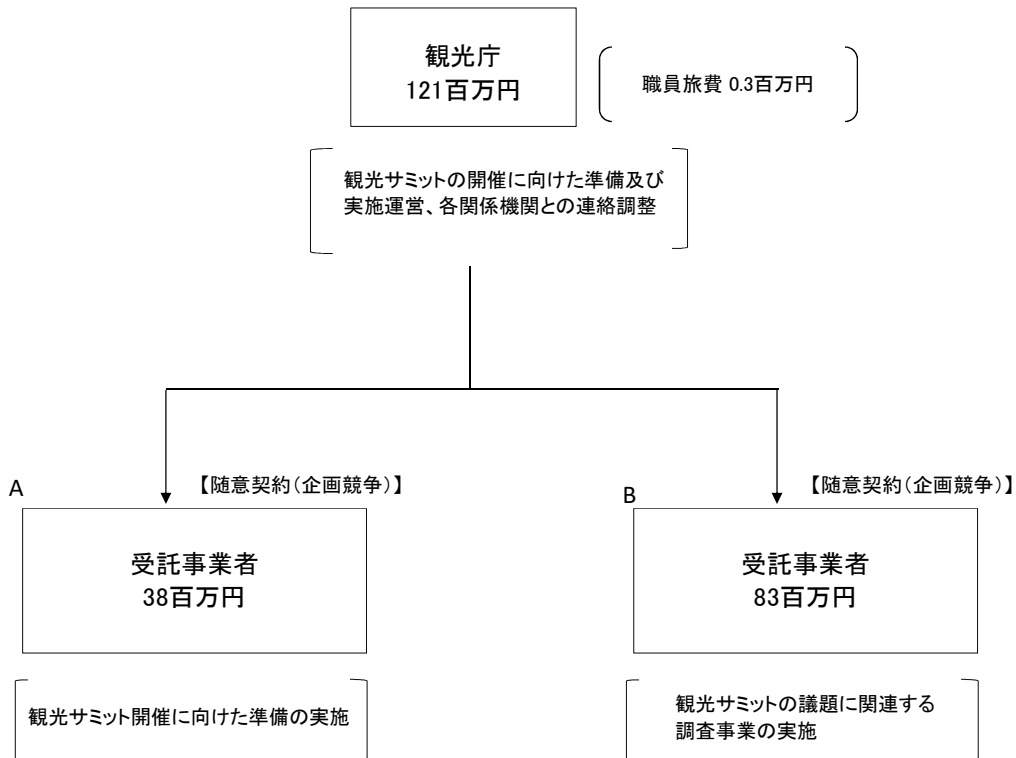 観光庁
121百万円
職員旅費 0.3百万円
観光サミットの開催に向けた準備及び
実施運営、各関係機関との連絡調整
A
【随意契約(企画競争)】
受託事業者
38百万円
観光サミット開催に向けた準備の実施
B
【随意契約(企画競争)】
受託事業者
83百万円
観光サミットの議題に関連する
調査事業の実施